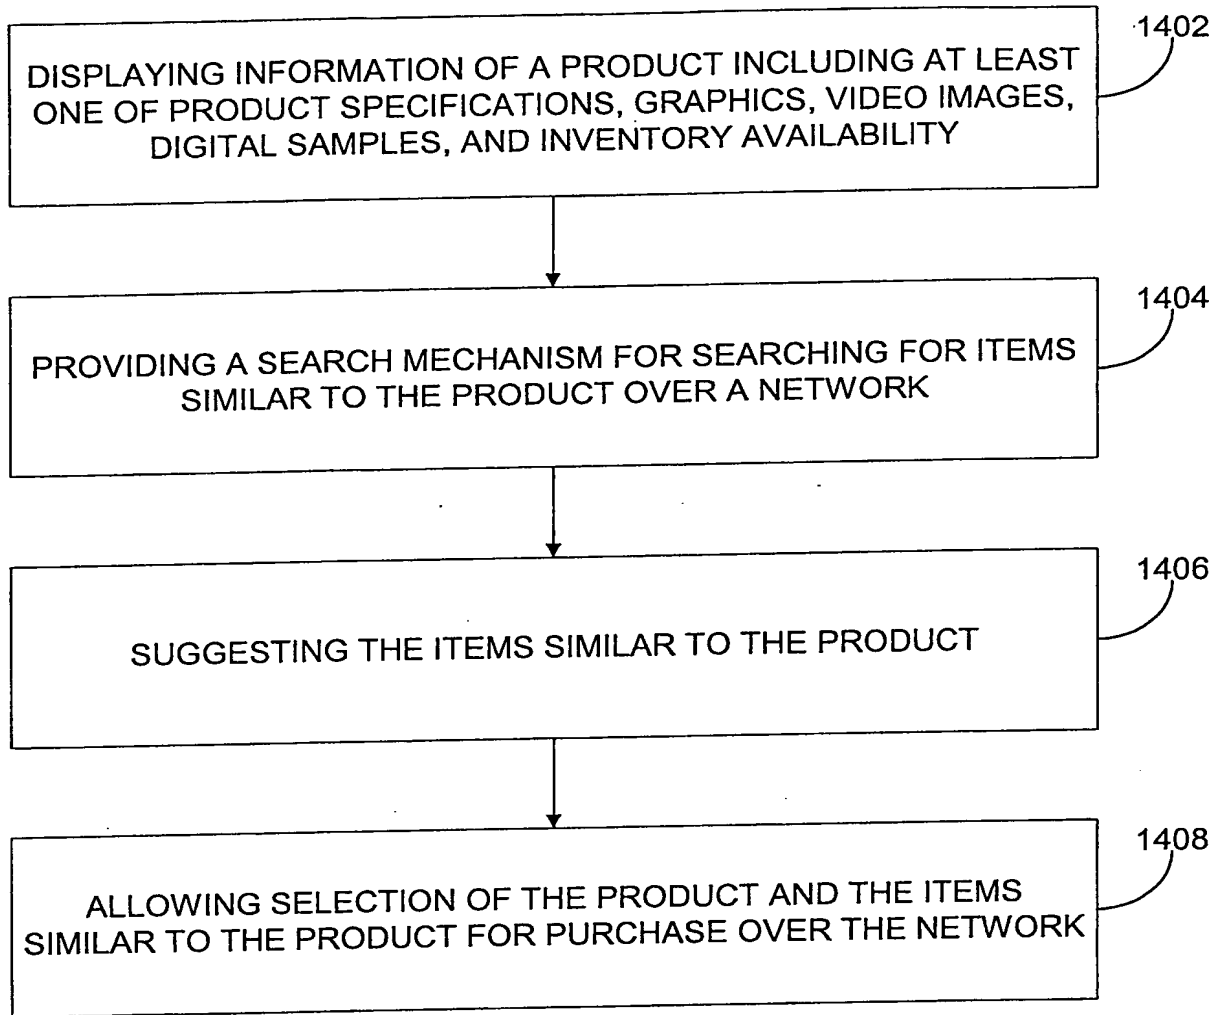 1402
DISPLAYING INFORMATION OF A PRODUCT INCLUDING AT LEAST
ONE OF PRODUCT SPECIFICATIONS, GRAPHICS, VIDEO IMAGES,
DIGITAL SAMPLES, AND INVENTORY AVAILABILITY
1404
PROVIDING A SEARCH MECHANISM FOR SEARCHING FOR ITEMS
SIMILAR TO THE PRODUCT OVER A NETWORK
1406
SUGGESTING THE ITEMS SIMILAR TO THE PRODUCT
1408
ALLOWING SELECTION OF THE PRODUCT AND THE ITEMS
SIMILAR TO THE PRODUCT FOR PURCHASE OVER THE NETWORK